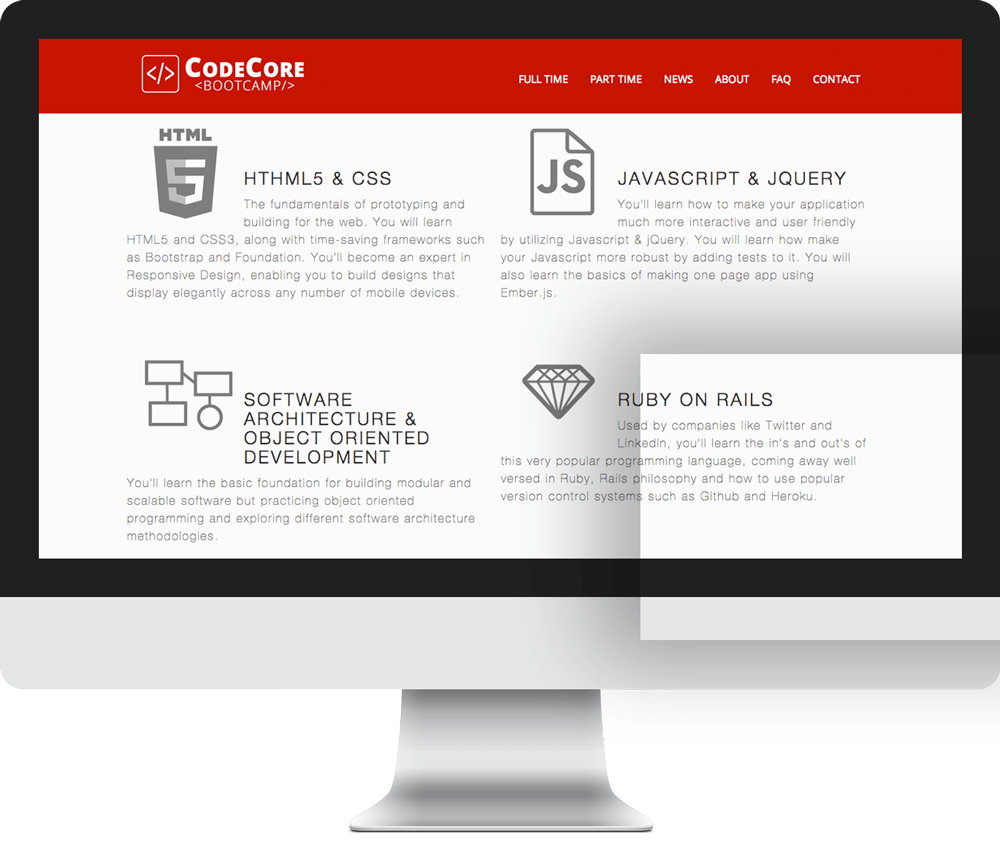 CODECORE
<BOOTCAMP/>
FULL TIME PART TIME NEWS ABOUT FAQ CONTACT
HTML
5
HTHML5 & CSS
The fundamentals of prototyping and
building for the web. You will learn
HTML5 and CSS3, along with time-saving frameworks such
as Bootstrap and Foundation. You'll become an expert in
Responsive Design, enabling you to build designs that
display elegantly across any number of mobile devices.
JS
JAVASCRIPT & JQUERY
You'll learn how to make your application
much more interactive and user friendly
by utilizing Javascript & jQuery. You will learn how make
your Javascript more robust by adding tests to it. You will
also learn the basics of making one page app using
Ember.js.
SOFTWARE
ARCHITECTURE &
OBJECT ORIENTED
DEVELOPMENT
You'll learn the basic foundation for building modular and
scalable software but practicing object oriented
programming and exploring different software architecture
methodologies.
RUBY ON RAILS
Used by companies like Twitter and
LinkedIn, you'll learn the in's and out's of
this very popular programming language, coming away well
versed in Ruby, Rails philosophy and how to use popular
version control systems such as Github and Heroku.